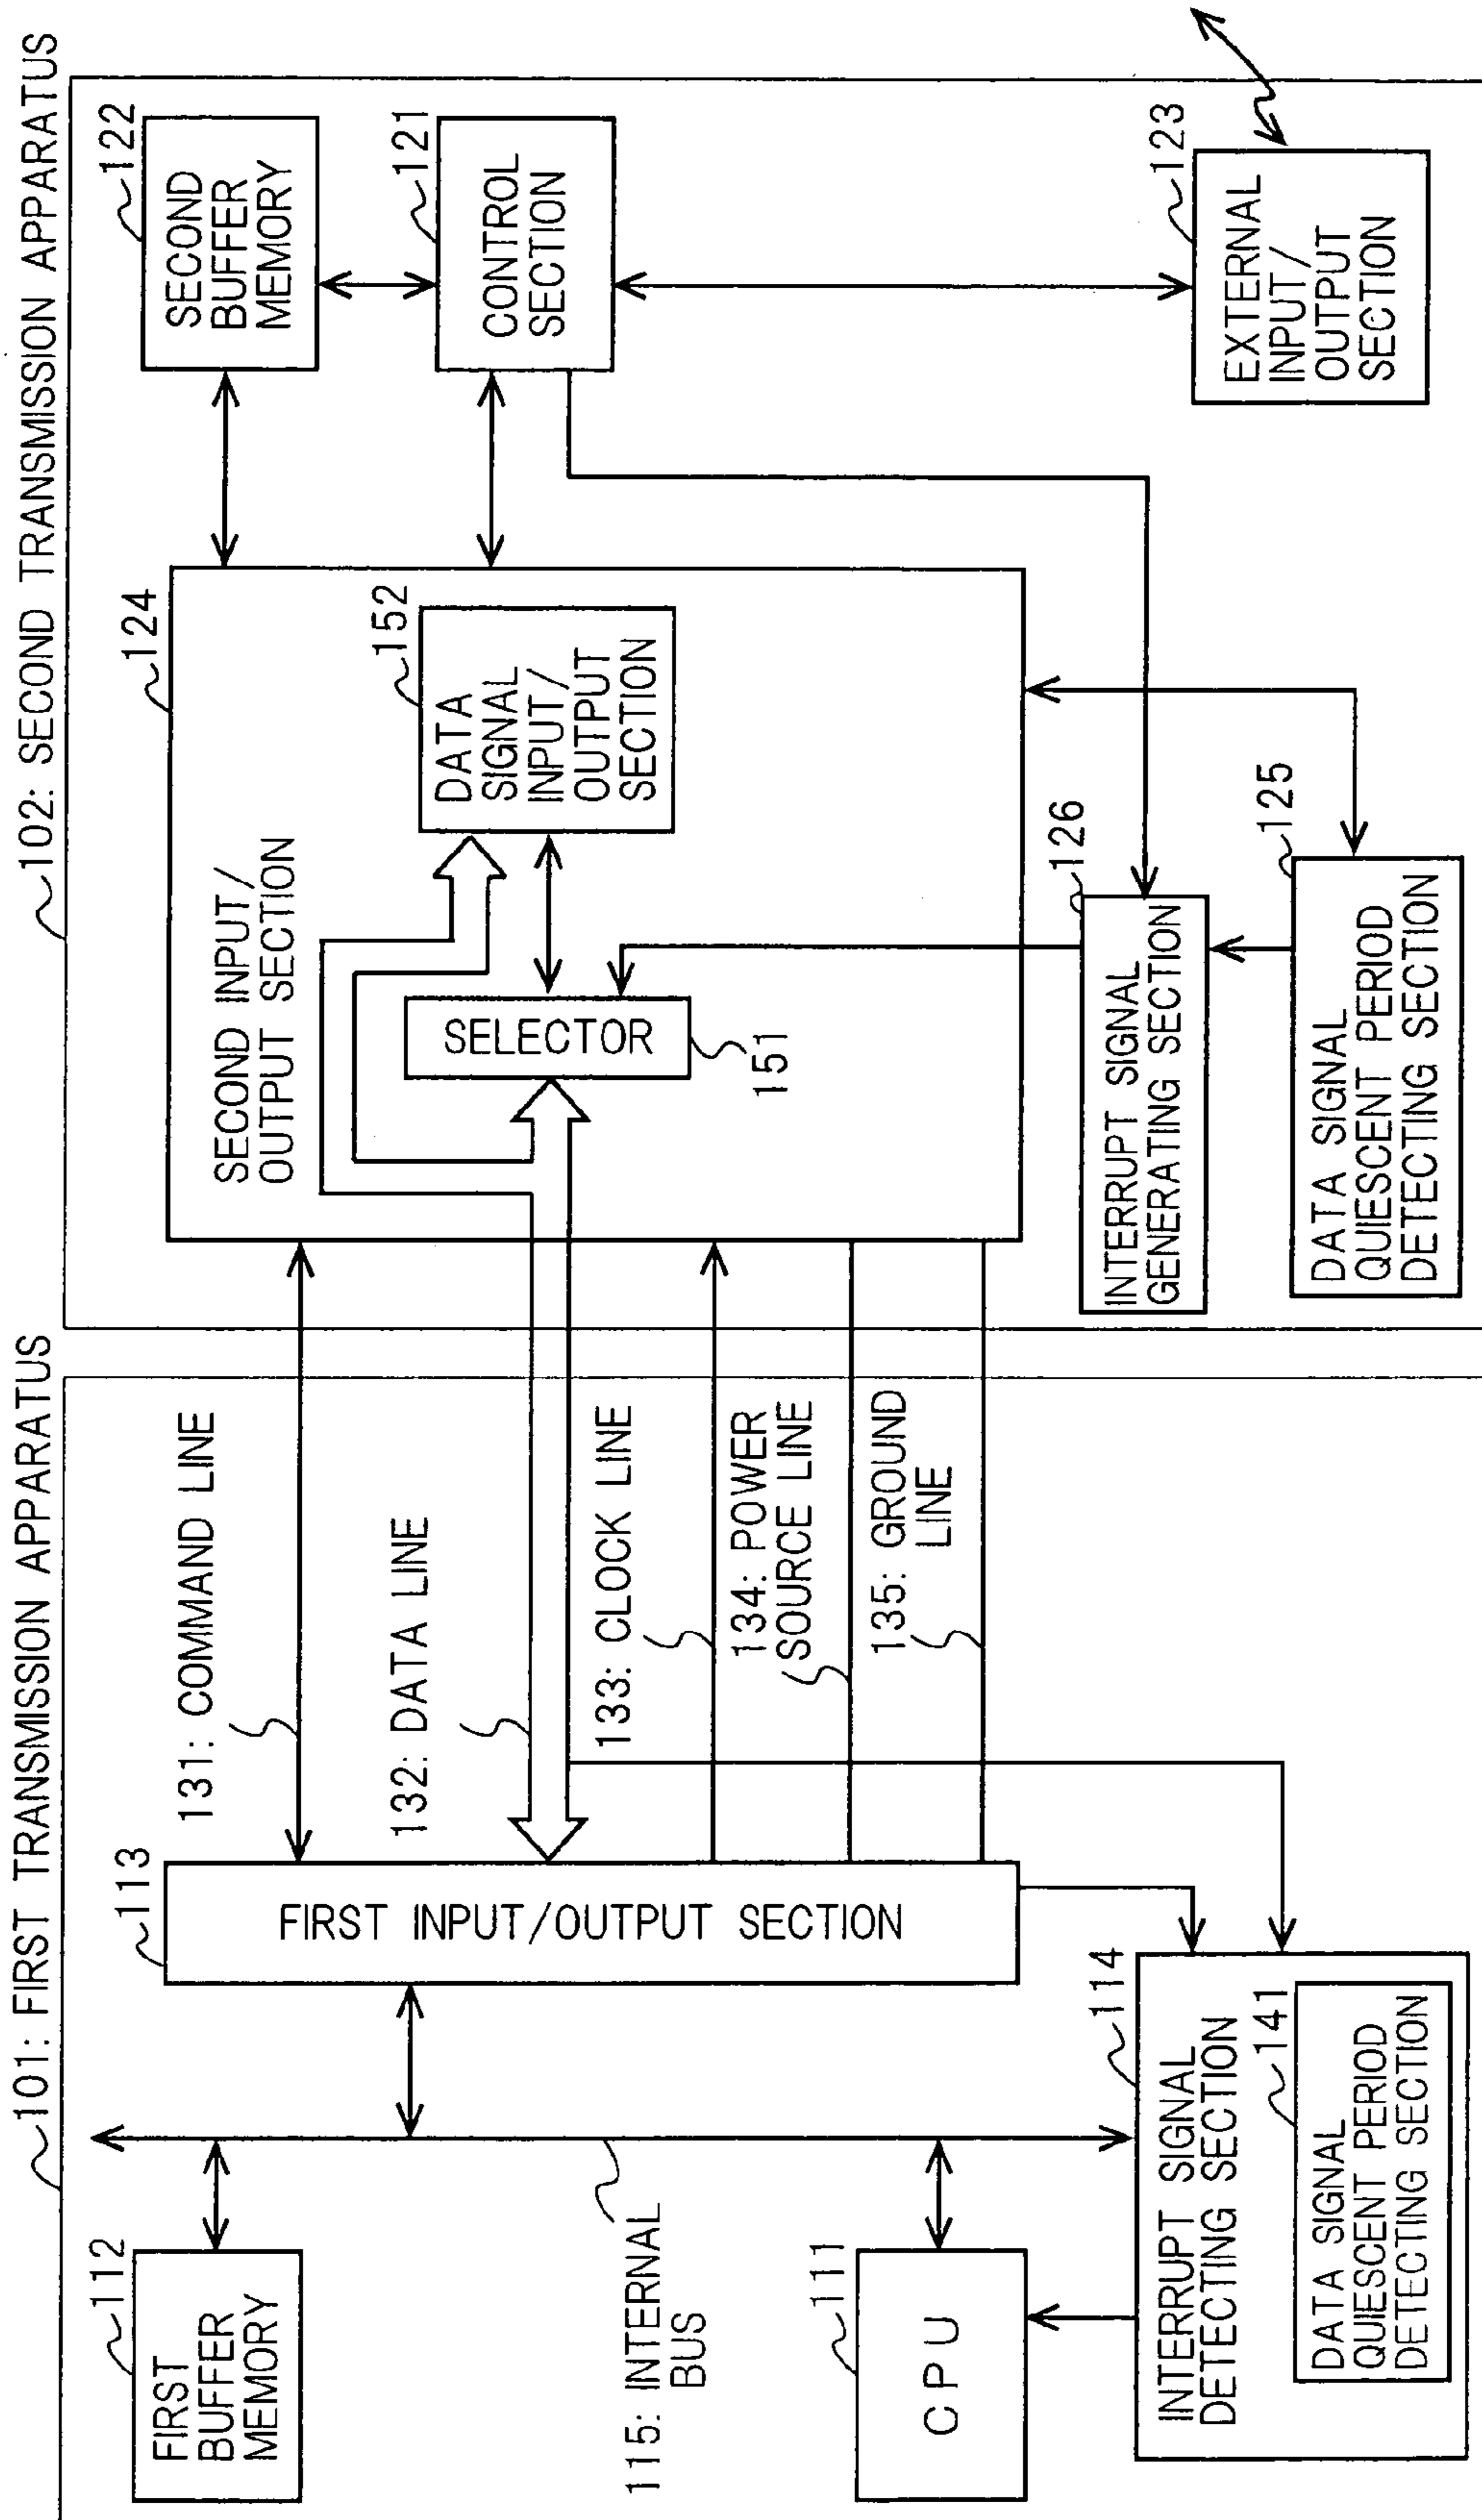 101: FIRST TRANSMISSION APPARATUS
112
FIRST
BUFFER
MEMORY
115: INTERNAL
BUS
111
CPU
113
FIRST INPUT/OUTPUT SECTION
114
INTERRUPT SIGNAL
DETECTING SECTION
141
DATA SIGNAL
QUIESCENT PERIOD
DETECTING SECTION
131: COMMAND LINE
132: DATA LINE
133: CLOCK LINE
134: POWER
SOURCE LINE
135: GROUND
LINE
102: SECOND TRANSMISSION APPARATUS
124
SECOND INPUT/
OUTPUT SECTION
SELECTOR
151
152
DATA
SIGNAL
INPUT/
OUTPUT
SECTION
122
SECOND
BUFFER
MEMORY
121
CONTROL
SECTION
123
EXTERNAL
INPUT/
OUTPUT
SECTION
126
INTERRUPT SIGNAL
GENERATING SECTION
125
DATA SIGNAL
QUIESCENT PERIOD
DETECTING SECTION